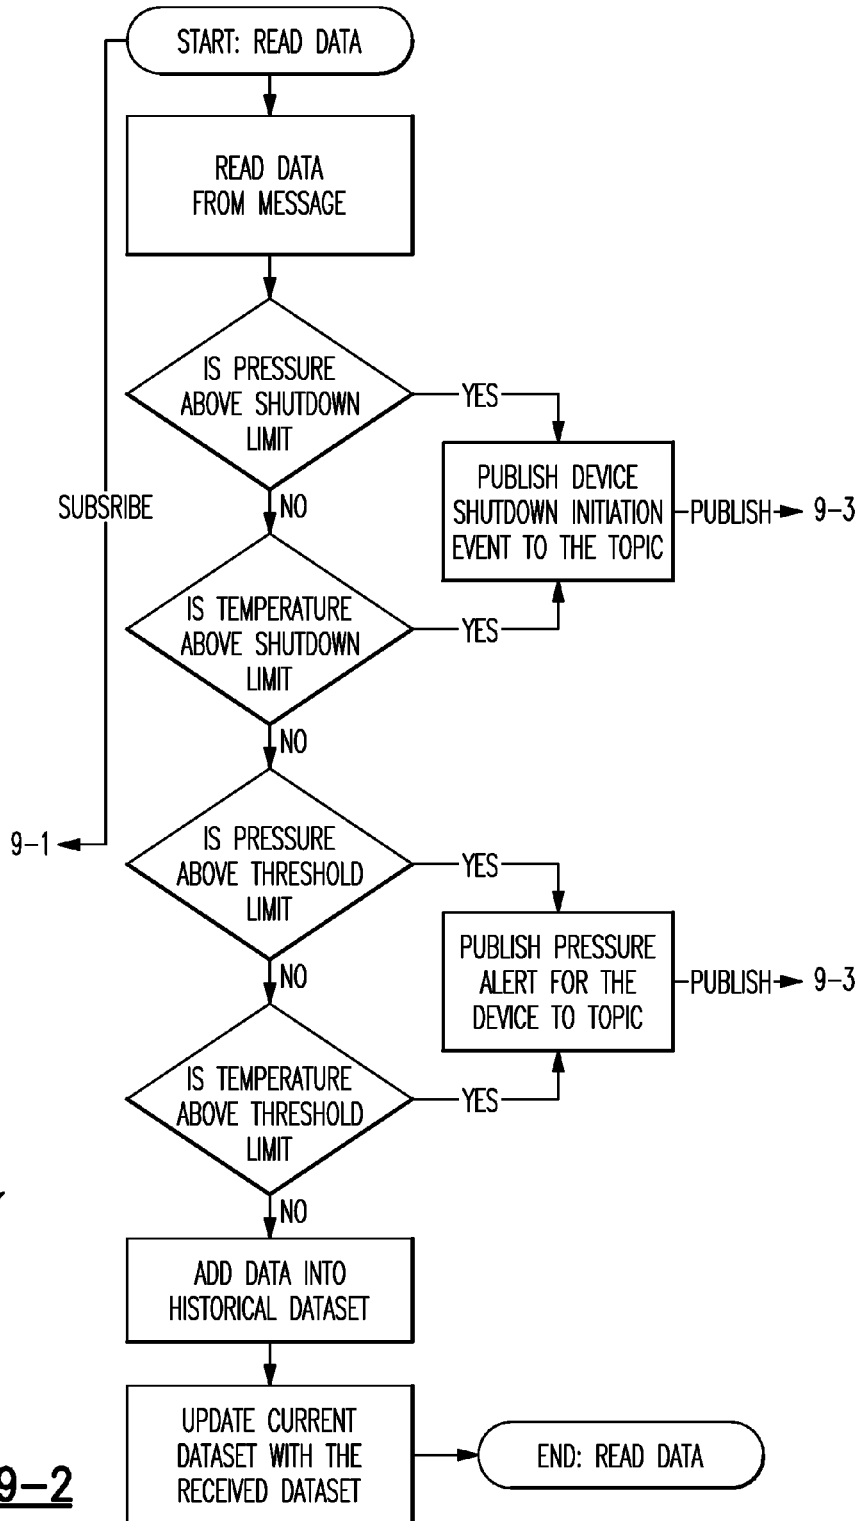 START: READ DATA
READ DATA
FROM MESSAGE
IS PRESSURE
ABOVE SHUTDOWN
LIMIT
YES
PUBLISH DEVICE
SHUTDOWN INITIATION
EVENT TO THE TOPIC
PUBLISH
9-3
SUBSRIBE
NO
IS TEMPERATURE
ABOVE SHUTDOWN
LIMIT
YES
NO
9-1
IS PRESSURE
ABOVE THRESHOLD
LIMIT
YES
PUBLISH PRESSURE
ALERT FOR THE
DEVICE TO TOPIC
PUBLISH
9-3
NO
IS TEMPERATURE
ABOVE THRESHOLD
LIMIT
YES
NO
ADD DATA INTO
HISTORICAL DATASET
UPDATE CURRENT
DATASET WITH THE
RECEIVED DATASET
END: READ DATA
9-2